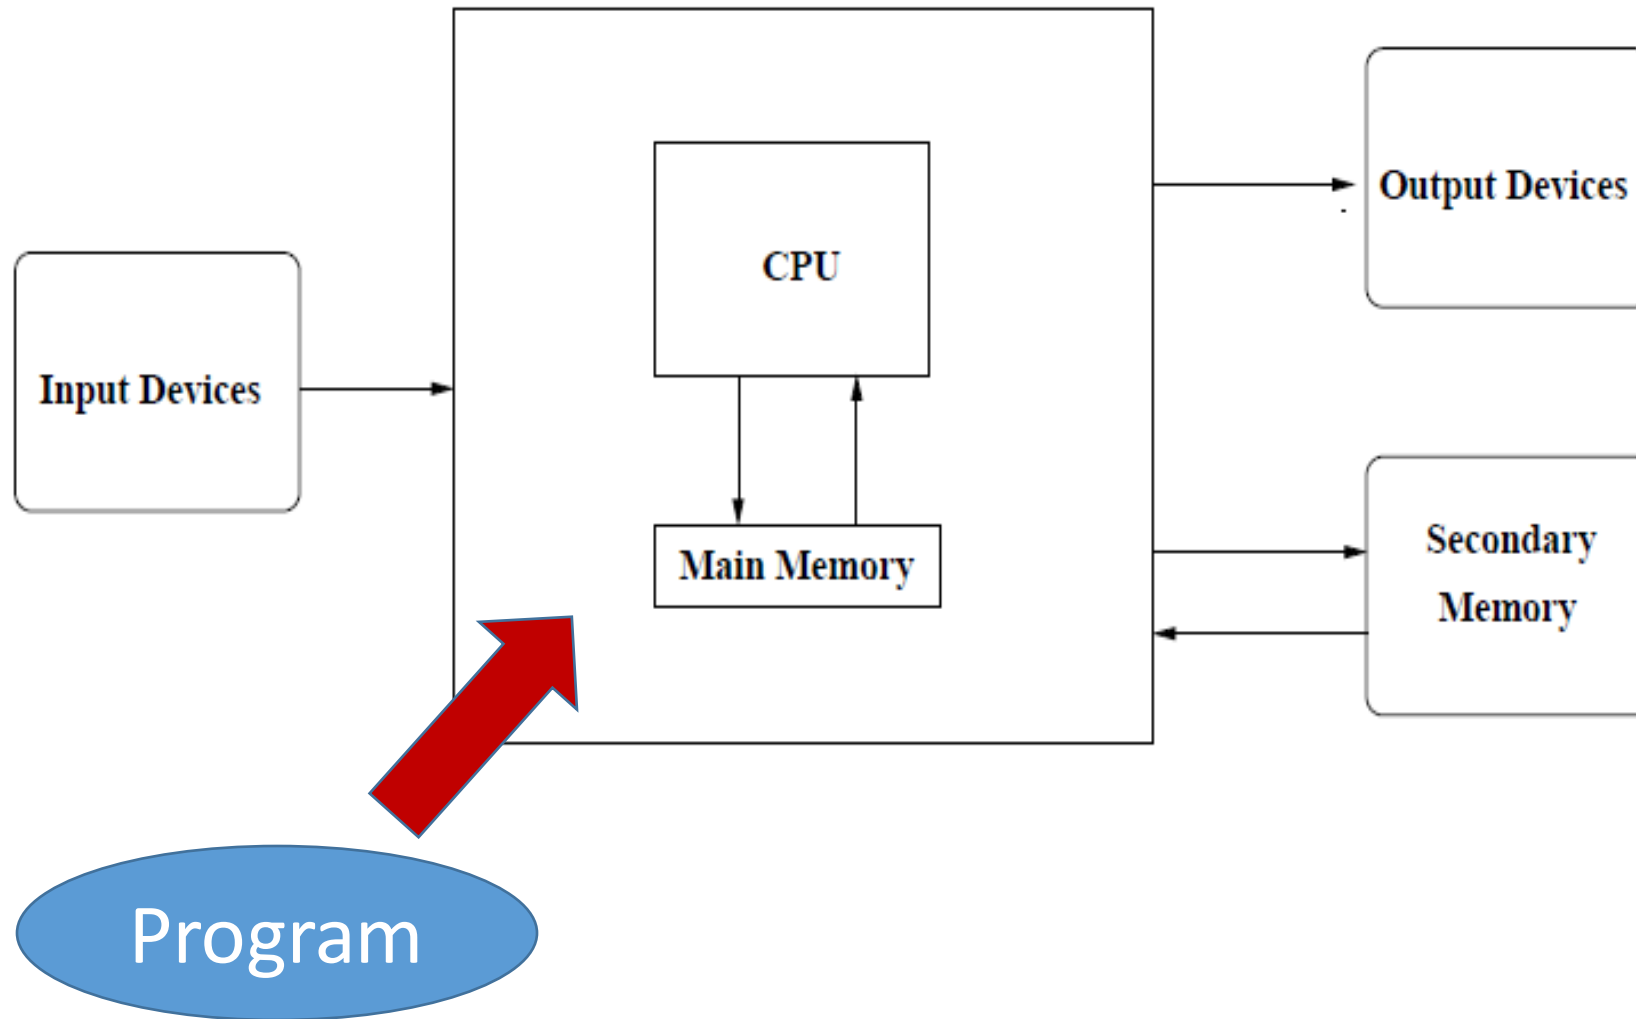 Output Devices
CPU
Input Devices
Main Memory
Secondary
Memory
Program